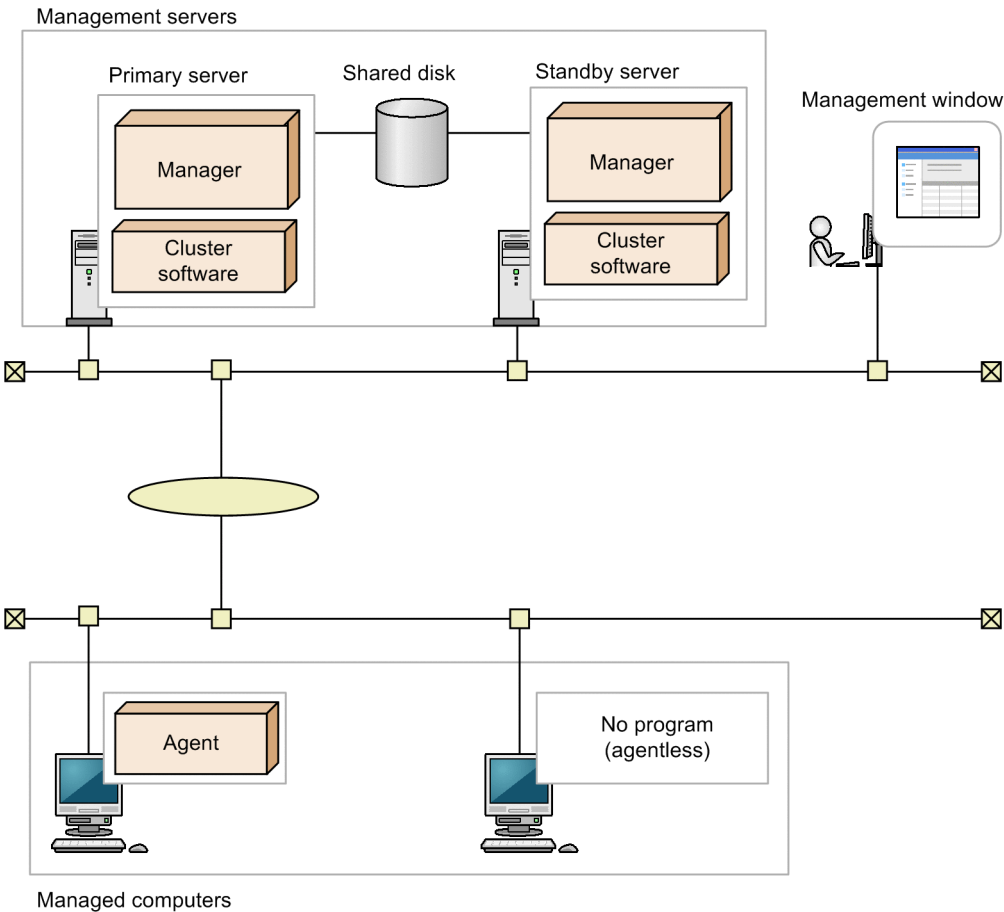 Management servers
Primary server
Shared disk
Standby server
Management window
Manager
Manager
Cluster
software
Cluster
software
Agent
No program
(agentless)
Managed computers